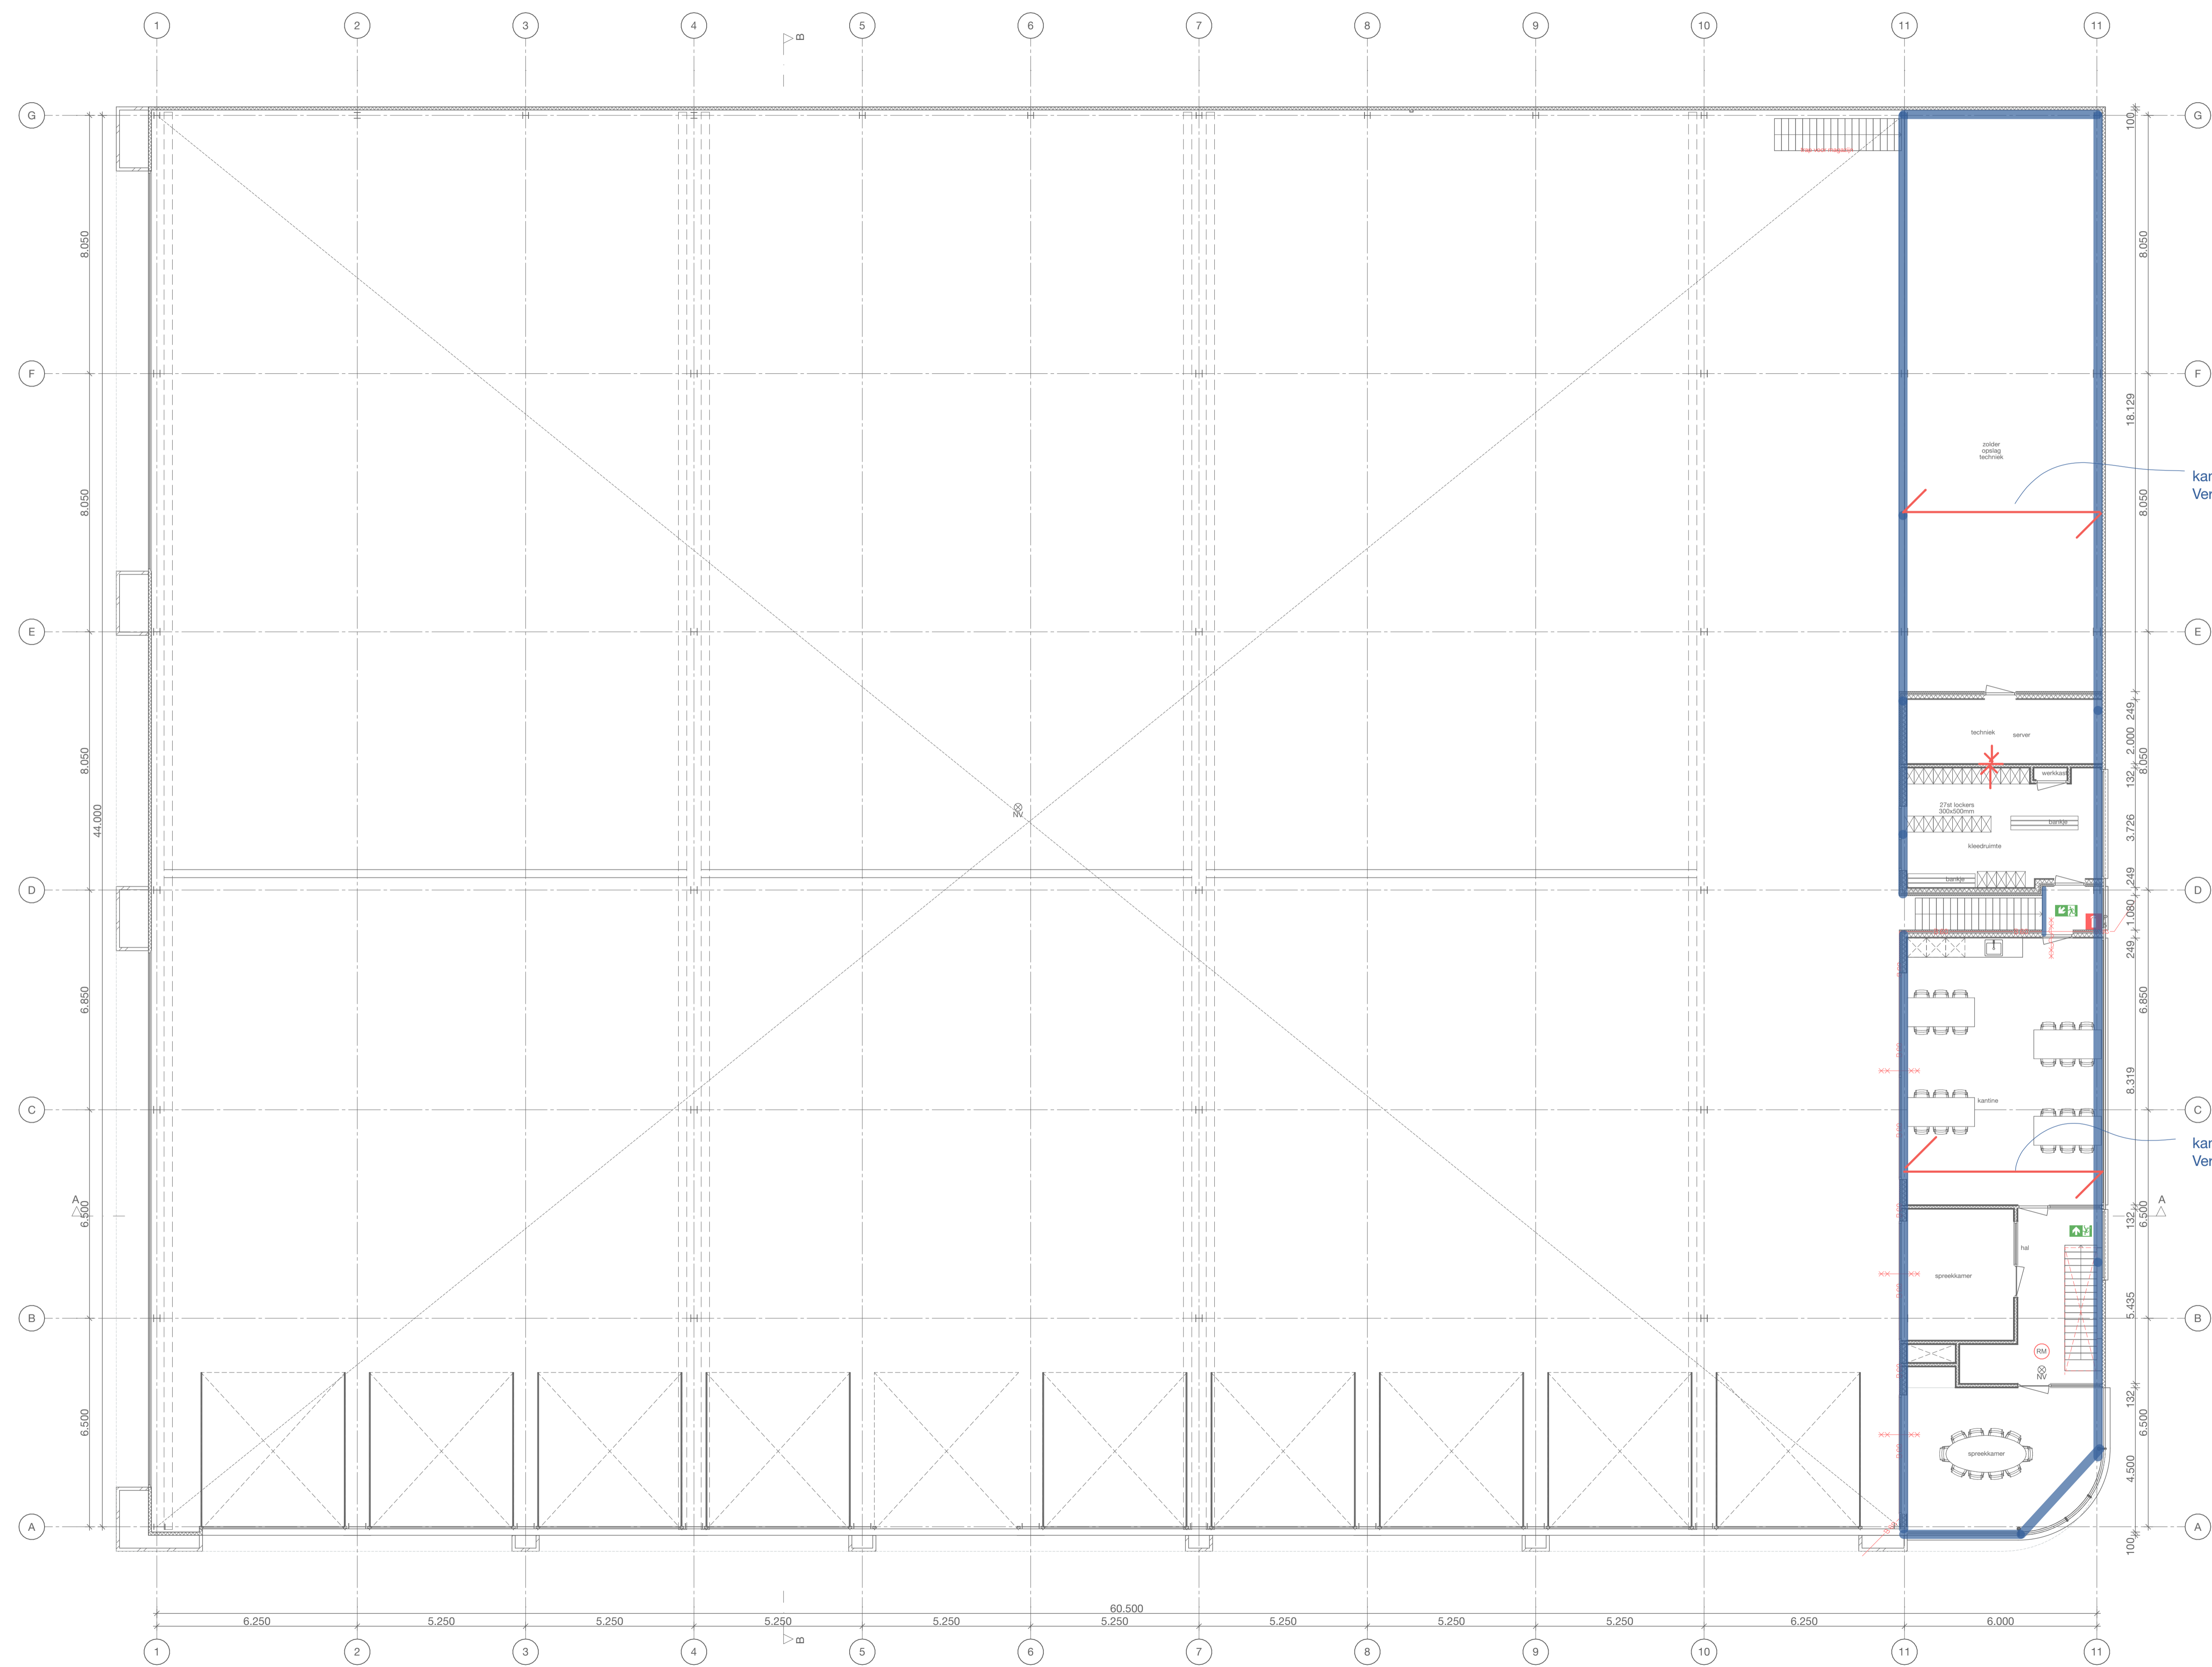 1 2 3 4 5 6 7 8 9 10 11 11
B
G
G
100
trap voor magazijn
8.050
8.050
F
F
18.129
zolder
opslag
techniek
kan
Ver
8.050
8.050
E
E
249
techniek
server
2.000
8.050
8.050
132
werkkast
44.000
NV
27st lockers
300x500mm
bankje
3.726
kleedruimte
bankje
249
D
D
1.080
249
6.850
6.850
8.319
kantine
C
C
kan
Ver
A
A
6.500
6.500
132
hal
spreekkamer
5.435
B
B
RM
NV
132
6.500
6.500
spreekkamer
4.500
A
A
100
60.500
6.250 5.250 5.250 5.250 5.250 5.250 5.250 5.250 5.250 6.250 6.000
B
1 2 3 4 5 6 7 8 9 10 11 11